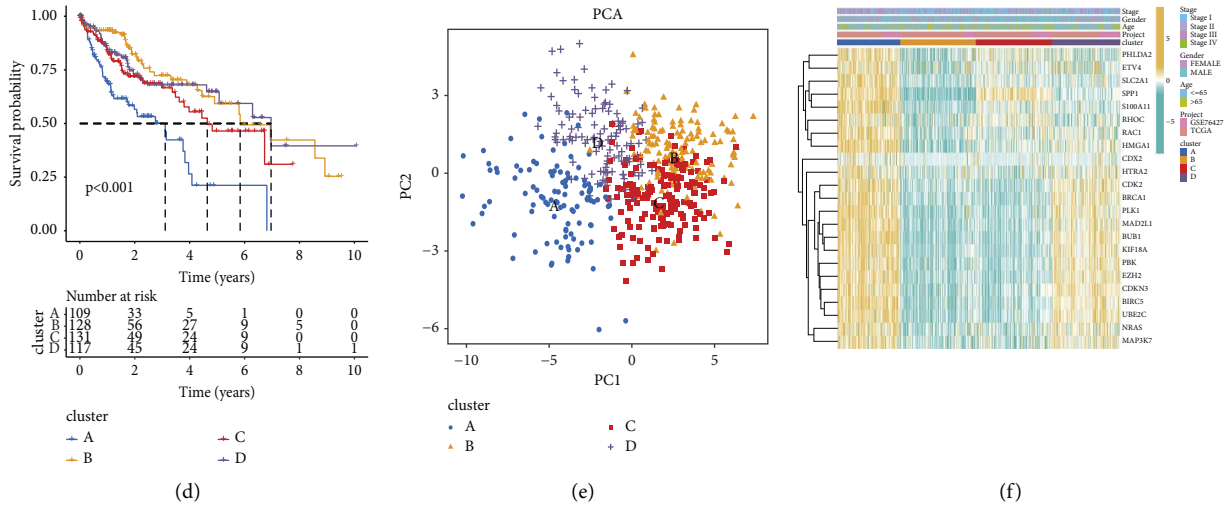 1.00
0.75
0.50
0.25
0.00
Survival probability
p<0.001
0 2 4 6 8 10
Time (years)
Number at risk
cluster
A 109 33 5 1 0 0
B 128 56 27 9 5 0
C 131 49 24 9 0 0
D 117 45 24 9 1 1
0 2 4 6 8 10
Time (years)
cluster
A C
B D
(d)
PCA
3
0
−3
−6
PC2
A
B
C
D
−10 −5 0 5
PC1
cluster
A C
B D
(e)
Stage
Gender
Age
Project
cluster
PHLDA2
ETV4
SLC2A1
SPP1
S100A11
RHOC
RAC1
HMGA1
CDX2
HTRA2
CDK2
BRCA1
PLK1
MAD2L1
BUB1
KIF18A
PBK
EZH2
CDKN3
BIRC5
UBE2C
NRAS
MAP3K7
5
0
−5
Stage
Stage I
Stage II
Stage III
Stage IV
Gender
FEMALE
MALE
Age
<=65
>65
Project
GSE76427
TCGA
cluster
A
B
C
D
(f)